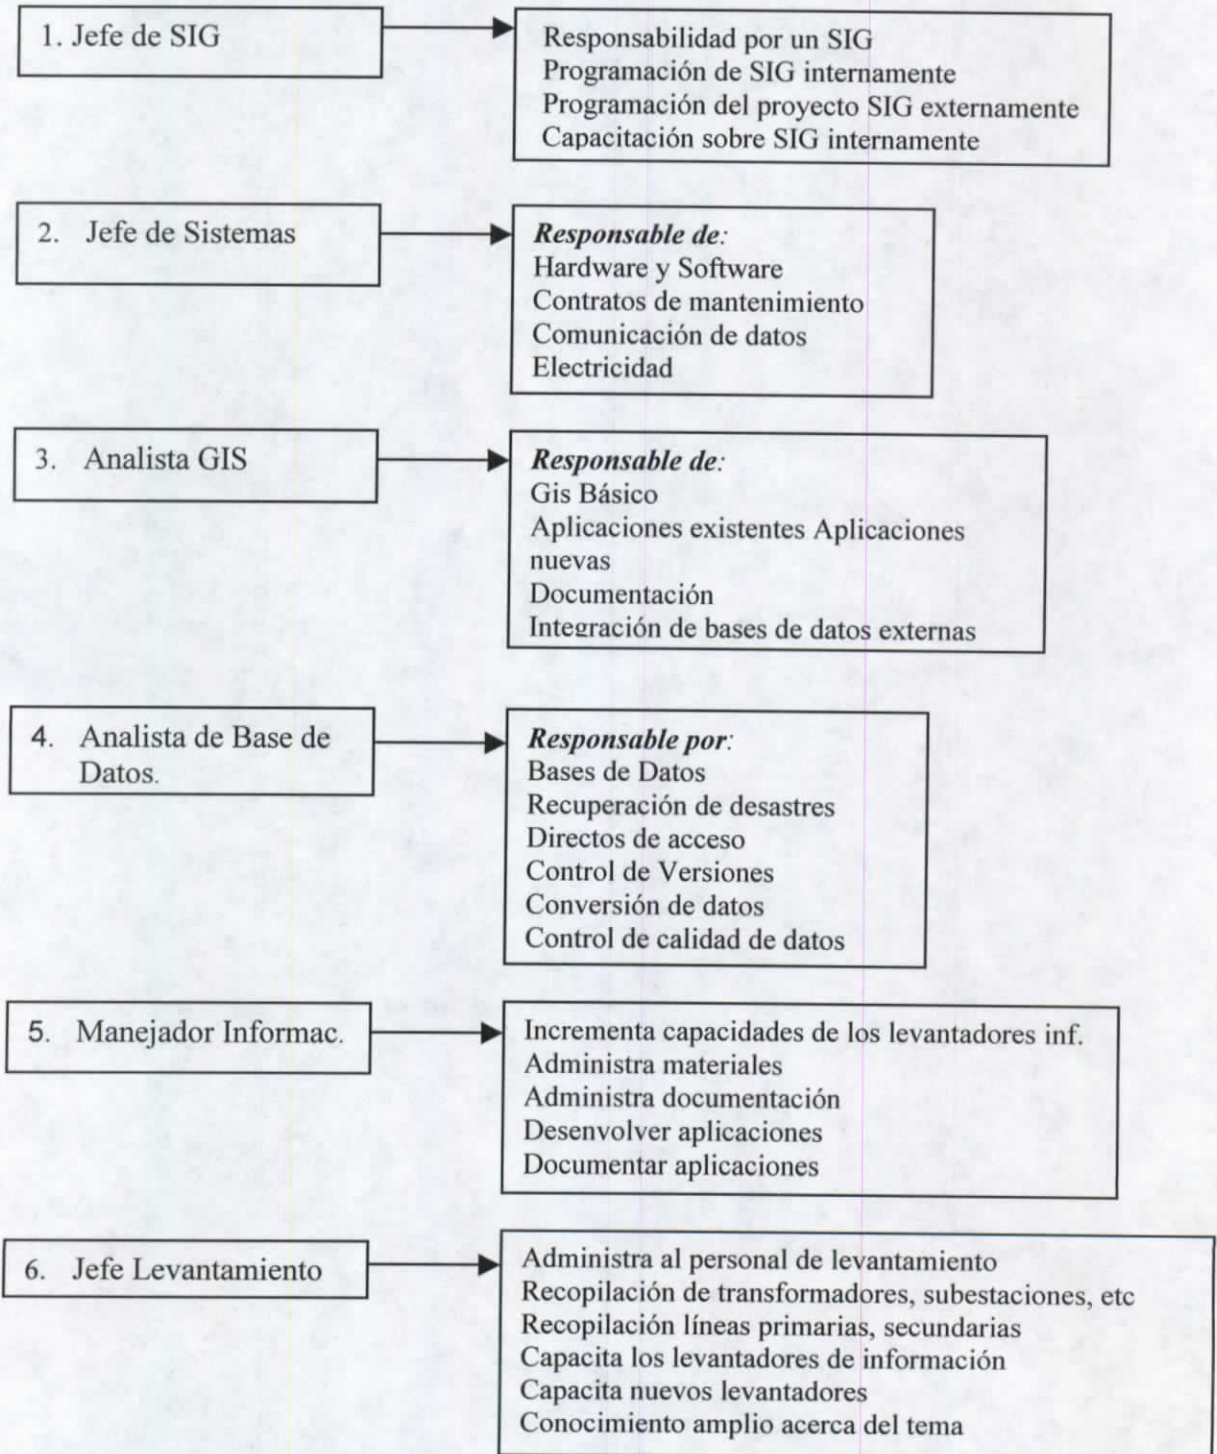 1. Jefe de SIG
Responsabilidad por un SIG
Programación de SIG internamente
Programación del proyecto SIG externamente
Capacitación sobre SIG internamente
2. Jefe de Sistemas
Responsable de:
Hardware y Software
Contratos de mantenimiento
Comunicación de datos
Electricidad
3. Analista GIS
Responsable de:
Gis Básico
Aplicaciones existentes Aplicaciones
nuevas
Documentación
Integración de bases de datos externas
4. Analista de Base de
Datos.
Responsable por:
Bases de Datos
Recuperación de desastres
Directos de acceso
Control de Versiones
Conversión de datos
Control de calidad de datos
5. Manejador Informac.
Incrementa capacidades de los levantadores inf.
Administra materiales
Administra documentación
Desenvolver aplicaciones
Documentar aplicaciones
6. Jefe Levantamiento
Administra al personal de levantamiento
Recopilación de transformadores, subestaciones, etc
Recopilación líneas primarias, secundarias
Capacita los levantadores de información
Capacita nuevos levantadores
Conocimiento amplio acerca del tema